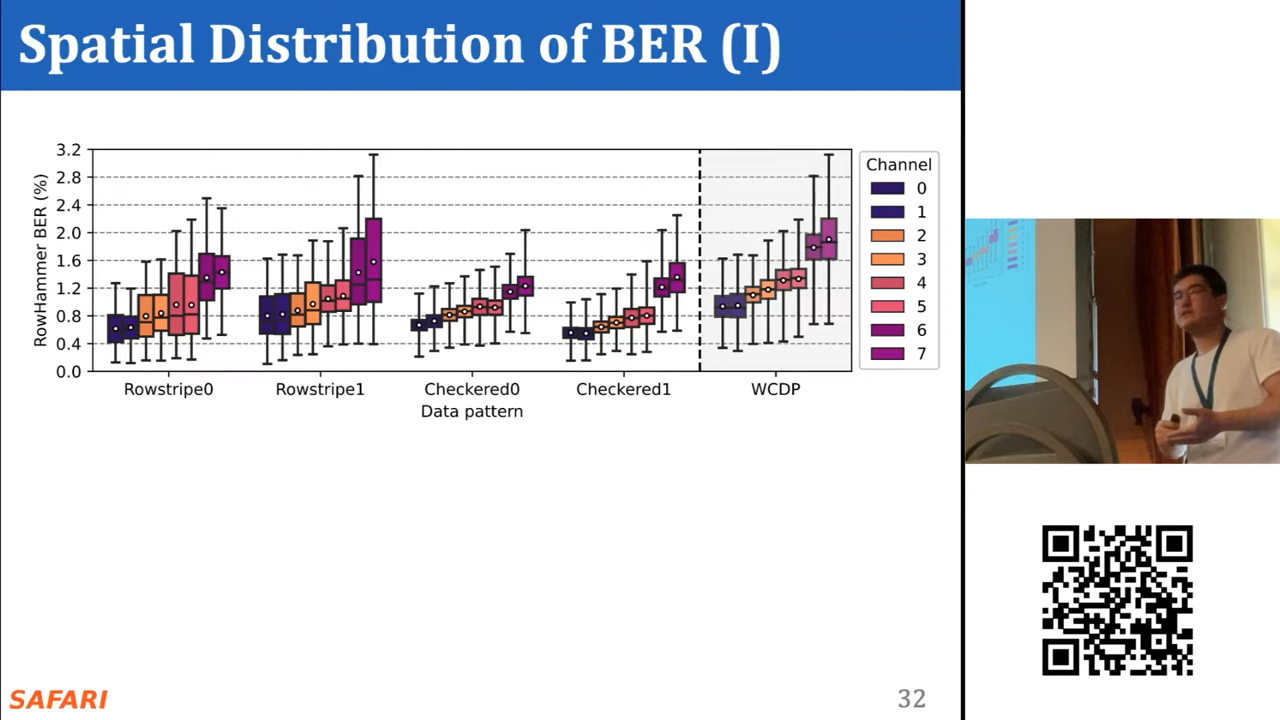 Spatial Distribution of BER (I)
RowHammer BER (%)
3.2
2.8
2.4
2.0
1.6
1.2
0.8
0.4
0.0
Rowstripe0
Rowstripe1
Checkered0
Checkered1
WCDP
Data pattern
Channel
0
1
2
3
4
5
6
7
SAFARI
32